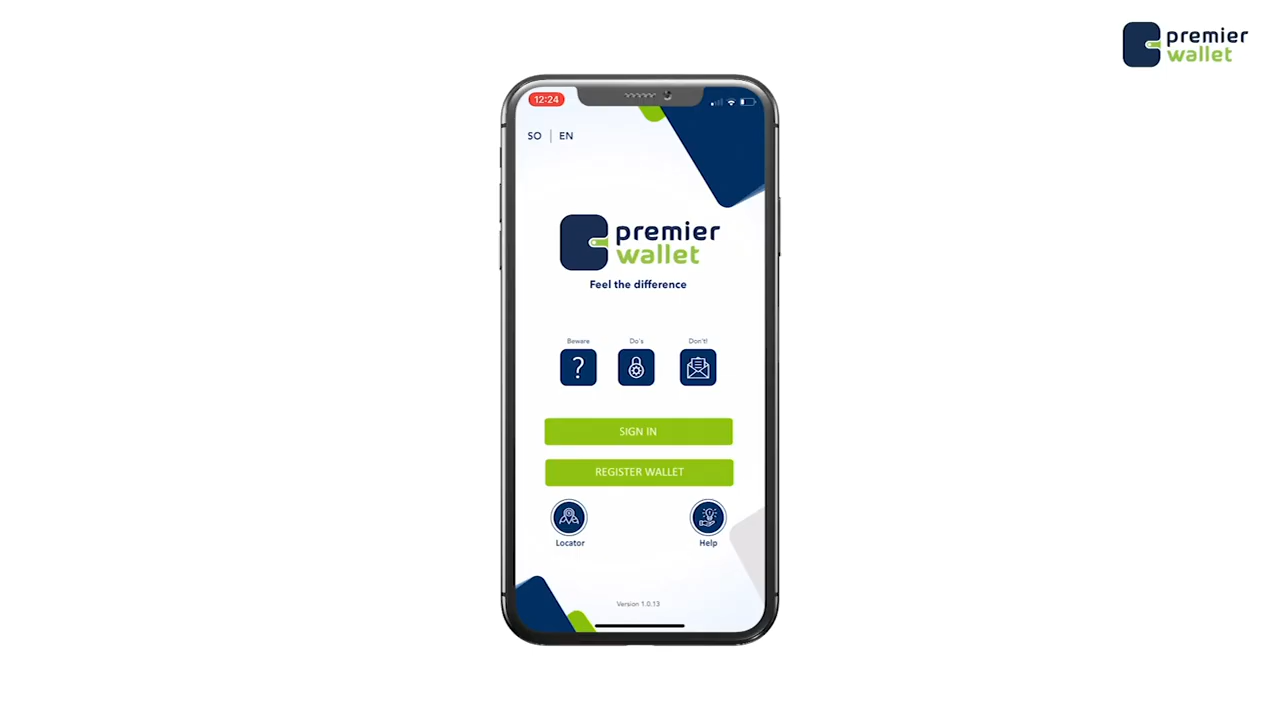 premier
wallet
12:24
SO | EN
premier
wallet
Feel the difference
Beware
Do's
Don't!
SIGN IN
REGISTER WALLET
Locator
Help
Version 1.0.13